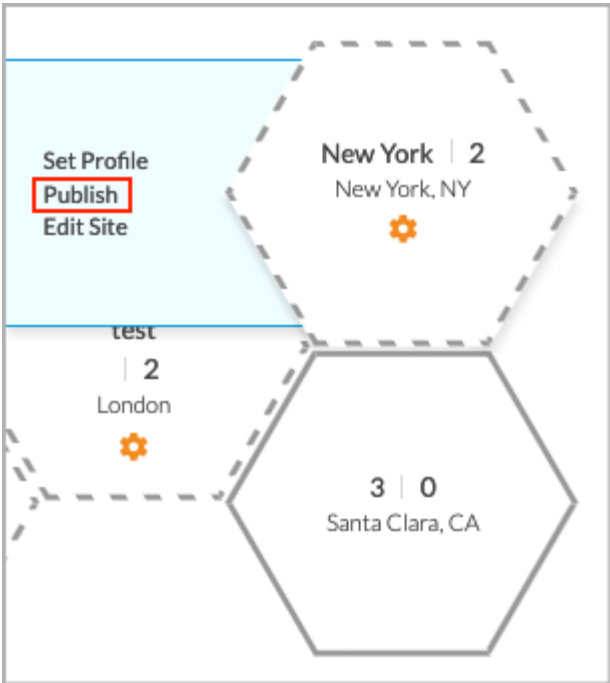 New York | 2
New York, NY
Set Profile
Publish
Edit Site
test
| 2
London
3 | 0
Santa Clara, CA